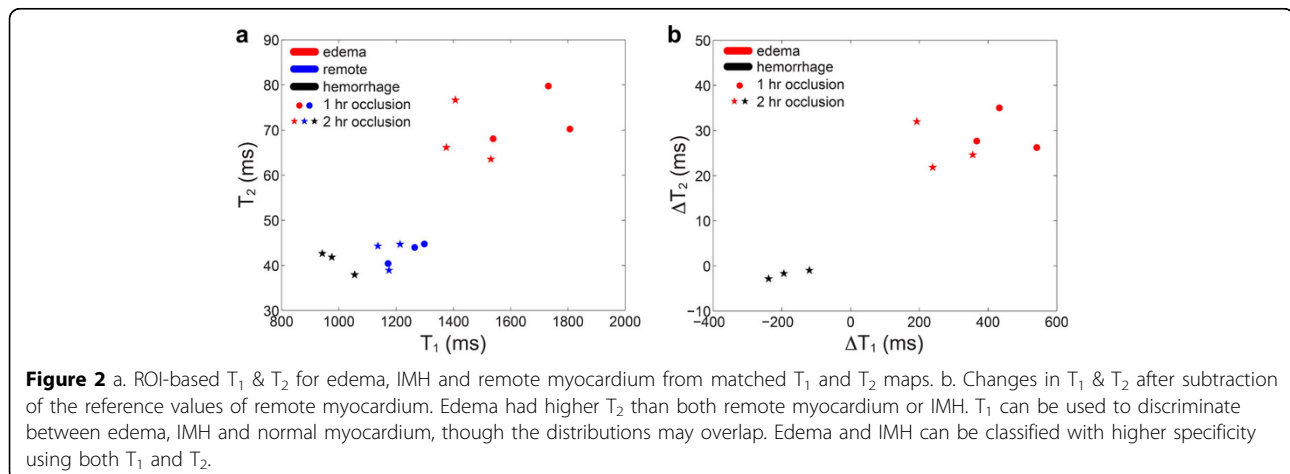 a
90
80
70
60
50
40
30
T₂ (ms)
edema
remote
hemorrhage
1 hr occlusion
2 hr occlusion
800 1000 1200 1400 1600 1800 2000
T₁ (ms)
b
50
40
30
20
10
0
−10
ΔT₂ (ms)
edema
hemorrhage
1 hr occlusion
2 hr occlusion
−400 −200 0 200 400 600
ΔT₁ (ms)
Figure 2 a. ROI-based T₁ & T₂ for edema, IMH and remote myocardium from matched T₁ and T₂ maps. b. Changes in T₁ & T₂ after subtraction
of the reference values of remote myocardium. Edema had higher T₂ than both remote myocardium or IMH. T₁ can be used to discriminate
between edema, IMH and normal myocardium, though the distributions may overlap. Edema and IMH can be classified with higher specificity
using both T₁ and T₂.